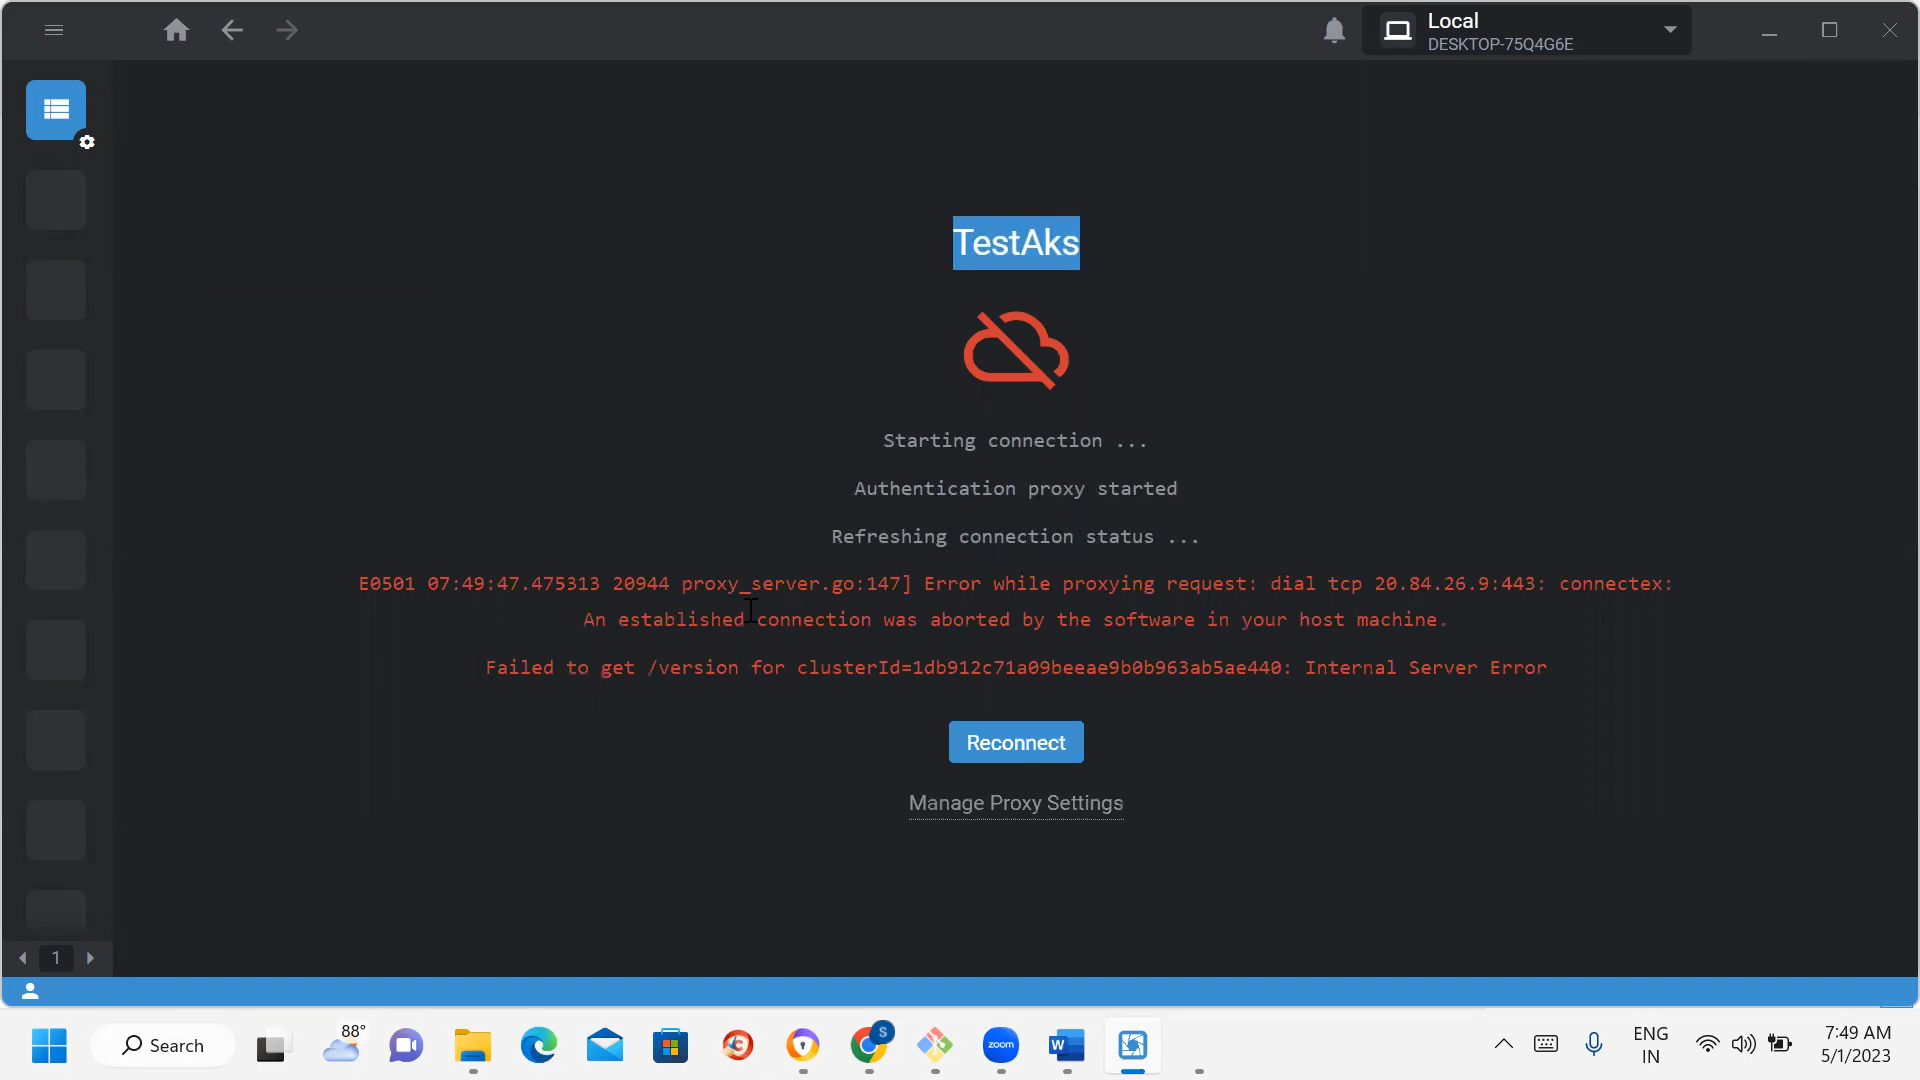 Local
DESKTOP-75Q4G6E
TestAks
Starting connection ...
Authentication proxy started
Refreshing connection status ...
E0501 07:49:47.475313 20944 proxy_server.go:147] Error while proxying request: dial tcp 20.84.26.9:443: connectex:
An established connection was aborted by the software in your host machine.
Failed to get /version for clusterId=1db912c71a09beeae9b0b963ab5ae440: Internal Server Error
Reconnect
Manage Proxy Settings
1
Search
88°
S
zoom
W
ENG
IN
7:49 AM
5/1/2023